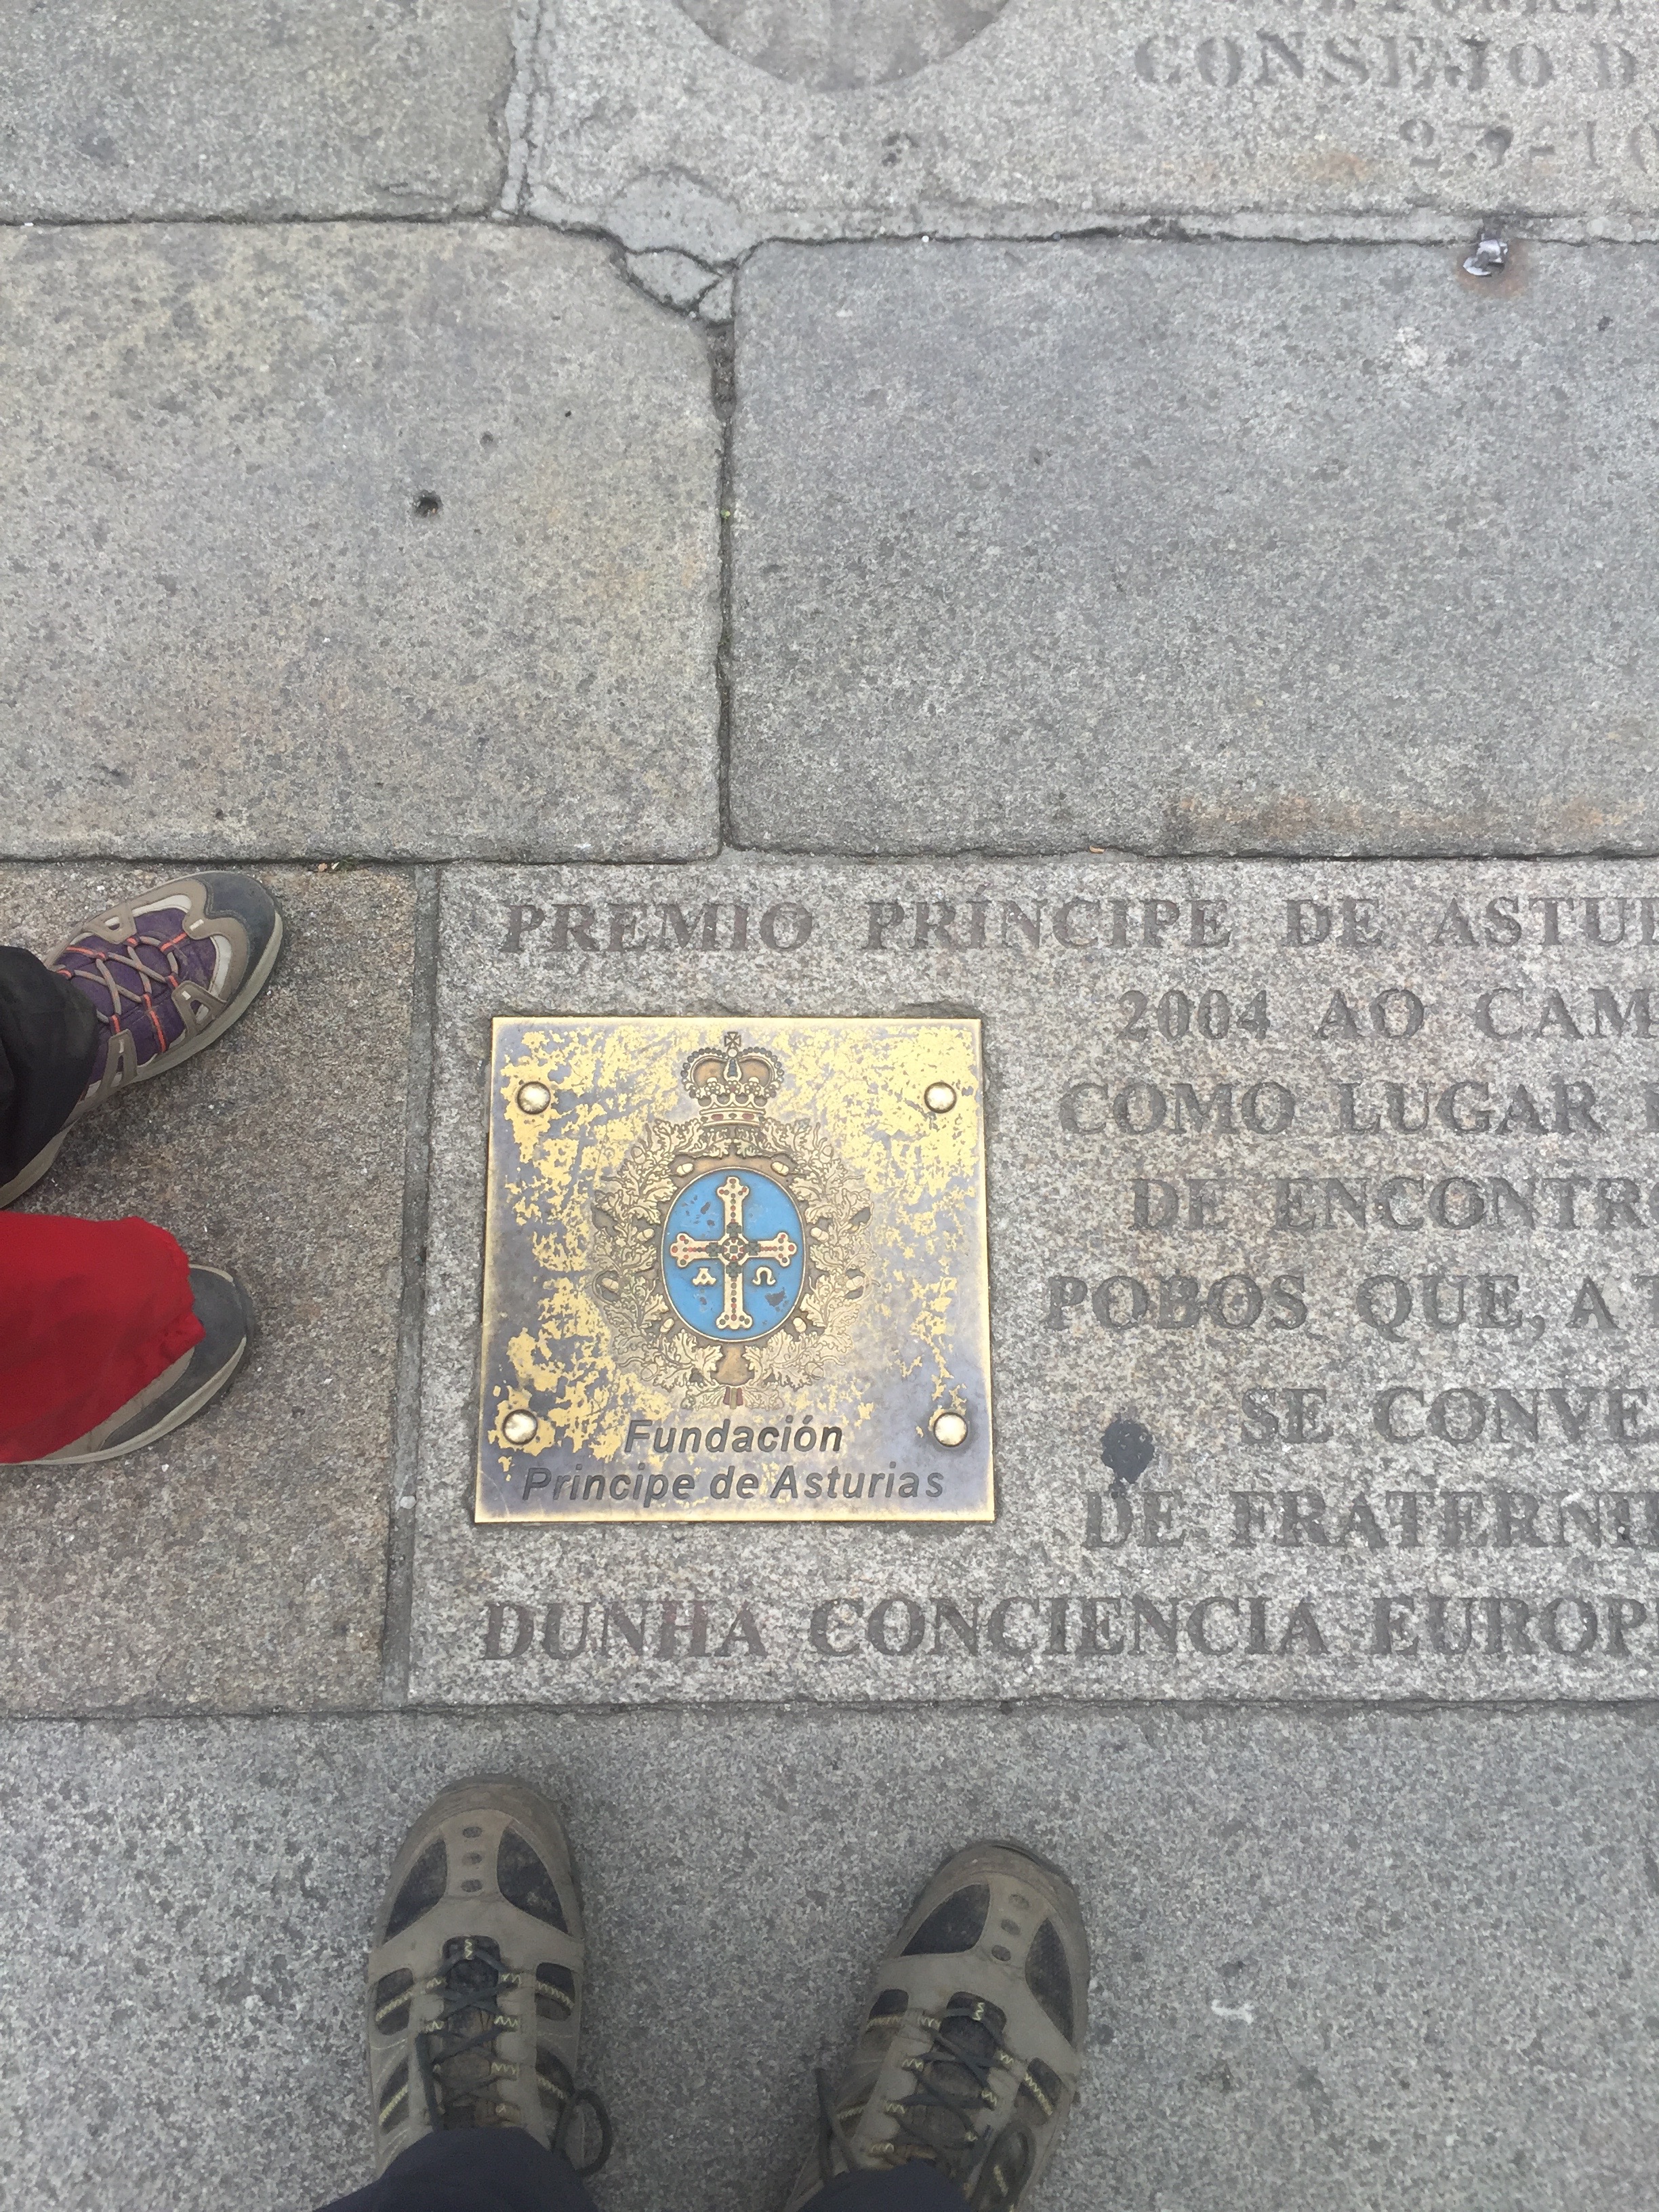 CONSEJO D
PREMIO PRÍNCIPE DE ASTU
2004 AO CAM
COMO LUGAR
DE ENCONTR
POBOS QUE, A
SE CONVE
DE FRATERNI
DUNHA CONCIENCIA EUROP
Α Ω
Fundación
Principe de Asturias